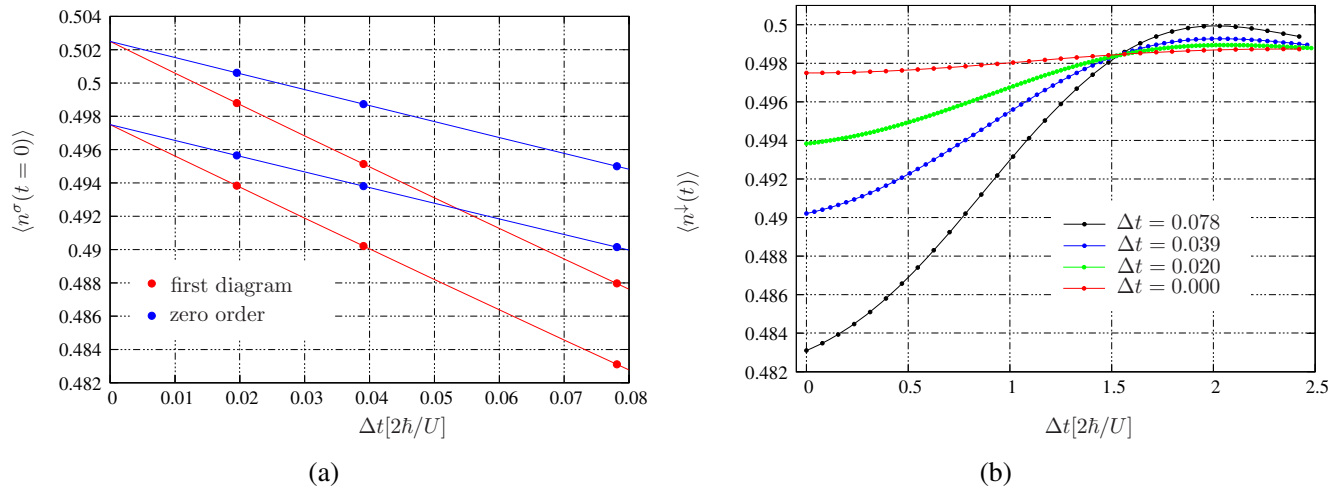 0.504
0.502
0.5
0.498
0.496
0.494
0.492
0.49
0.488
0.486
0.484
0.482
⟨n^σ(t = 0)⟩
first diagram
zero order
0 0.01 0.02 0.03 0.04 0.05 0.06 0.07 0.08
Δt[2ħ/U]
(a)
0.5
0.498
0.496
0.494
0.492
0.49
0.488
0.486
0.484
0.482
⟨n^↓(t)⟩
Δt = 0.078
Δt = 0.039
Δt = 0.020
Δt = 0.000
0 0.5 1 1.5 2 2.5
Δt[2ħ/U]
(b)